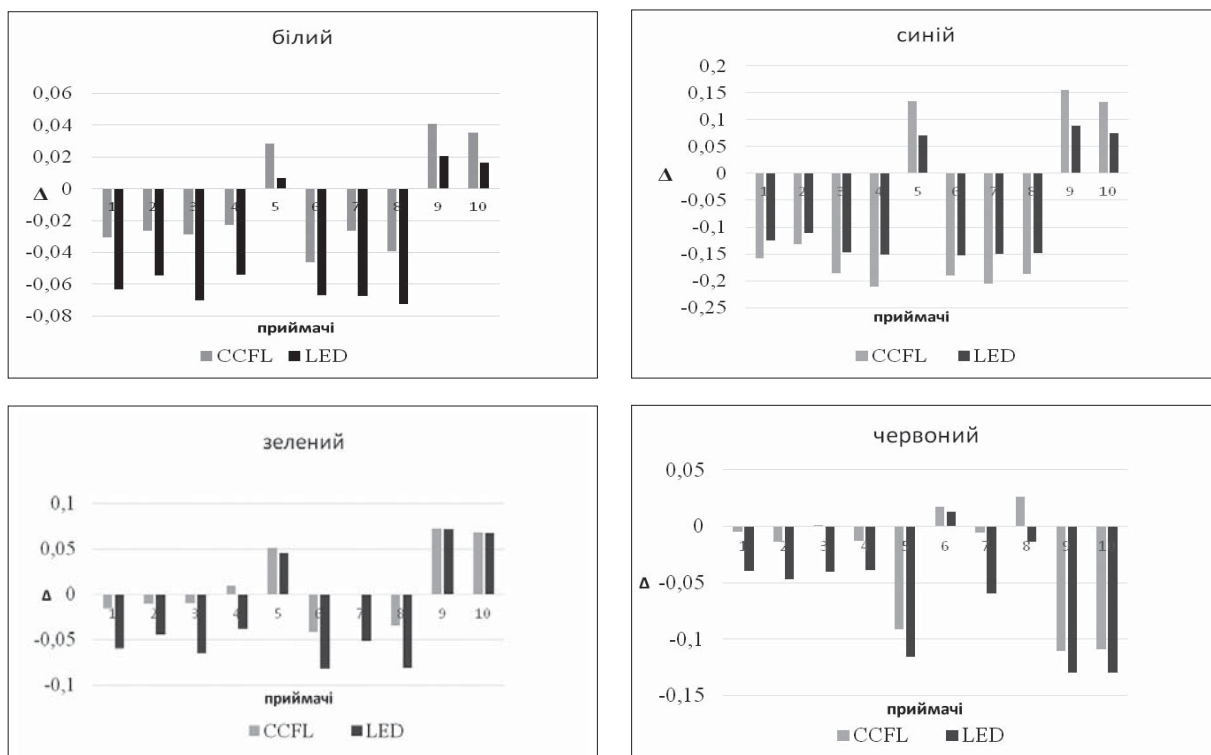 білий
0,06
0,04
0,02
0
-0,02
-0,04
-0,06
-0,08
Δ
1 2 3 4 5 6 7 8 9 10
приймачі
CCFL LED
синій
0,2
0,15
0,1
0,05
0
-0,05
-0,1
-0,15
-0,2
-0,25
Δ
1 2 3 4 5 6 7 8 9 10
приймачі
CCFL LED
зелений
0,1
0,05
0
-0,05
-0,1
Δ
1 2 3 4 5 6 7 8 9 10
приймачі
CCFL LED
червоний
0,05
0
-0,05
-0,1
-0,15
Δ
1 2 3 4 5 6 7 8 9 10
приймачі
CCFL LED